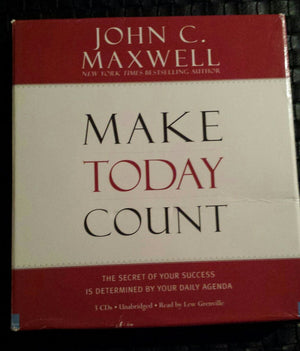 JOHN C.
MAXWELL
NEW YORK TIMES BESTSELLING AUTHOR
MAKE
TODAY
COUNT
THE SECRET OF YOUR SUCCESS
IS DETERMINED BY YOUR DAILY AGENDA
3 CDs • Unabridged • Read by Lew Grenville